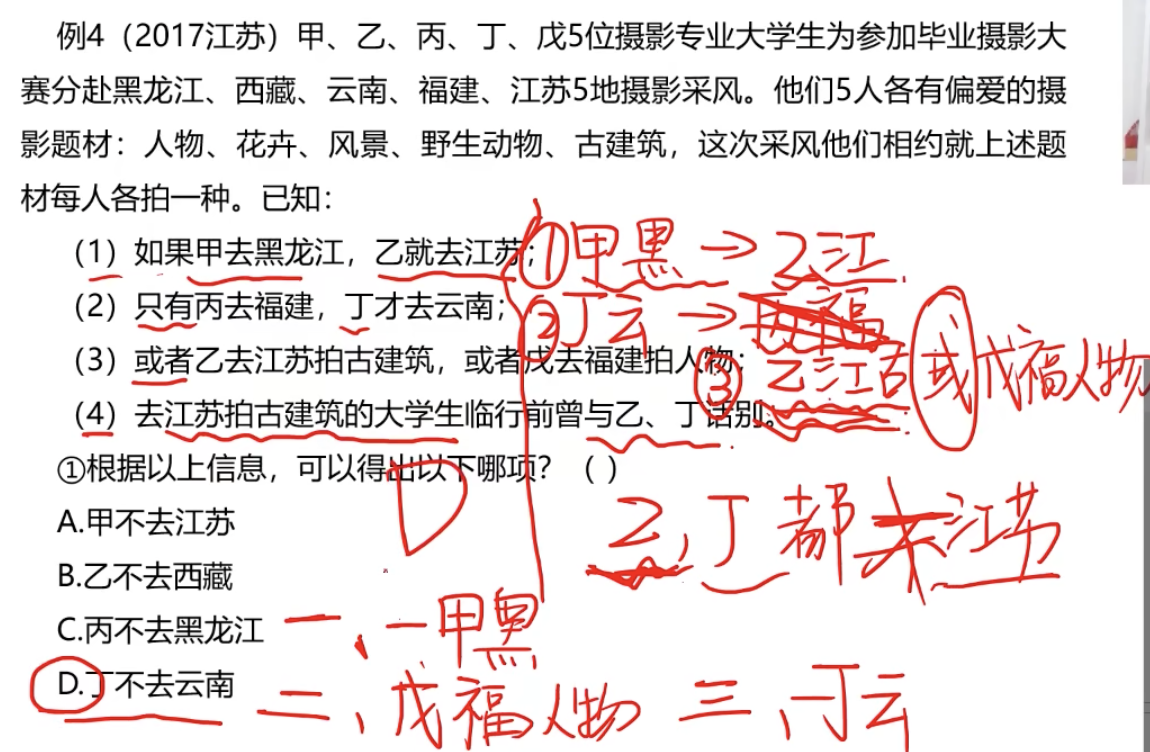 例4（2017江苏）甲、乙、丙、丁、戊5位摄影专业大学生为参加毕业摄影大
赛分赴黑龙江、西藏、云南、福建、江苏5地摄影采风。他们5人各有偏爱的摄
影题材：人物、花卉、风景、野生动物、古建筑，这次采风他们相约就上述题
材每人各拍一种。已知：
（1）如果甲去黑龙江，乙就去江苏；
①甲黑→乙江
（2）只有丙去福建，丁才去云南；
②丁云→丙福
（3）或者乙去江苏拍古建筑，或者戊去福建拍人物；
③乙江古或戊福人物
（4）去江苏拍古建筑的大学生临行前曾与乙、丁话别。
①根据以上信息，可以得出以下哪项？（ ）
D
乙、丁都未江苏
A.甲不去江苏
B.乙不去西藏
C.丙不去黑龙江
一、一甲黑
D.丁不去云南
二、戊福人物 三、一丁云